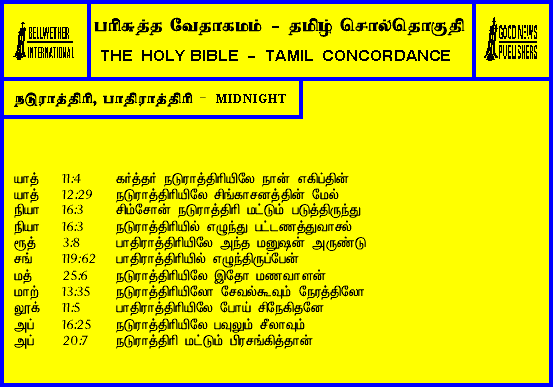 BELLWETHER
INTERNATIONAL
பரிசுத்த வேதாகமம் - தமிழ் சொல்தொகுதி
THE HOLY BIBLE - TAMIL CONCORDANCE
GOOD NEWS
PUBLISHERS
நடுராத்திரி, பாதிராத்திரி - MIDNIGHT
யாத் 11:4 கர்த்தர் நடுராத்திரியிலே நான் எகிப்தின்
யாத் 12:29 நடுராத்திரியிலே சிங்காசனத்தின் மேல்
நியா 16:3 சிம்சோன் நடுராத்திரி மட்டும் படுத்திருந்து
நியா 16:3 நடுராத்திரியில் எழுந்து பட்டணத்துவாசல்
ரூத் 3:8 பாதிராத்திரியிலே அந்த மனுஷன் அருண்டு
சங் 119:62 பாதிராத்திரியில் எழுந்திருப்பேன்
மத் 25:6 நடுராத்திரியிலே இதோ மணவாளன்
மாற் 13:35 நடுராத்திரியிலோ சேவல்கூவும் நேரத்திலோ
லூக் 11:5 பாதிராத்திரியிலே போய் சிநேகிதனே
அப் 16:25 நடுராத்திரியிலே பவுலும் சீலாவும்
அப் 20:7 நடுராத்திரி மட்டும் பிரசங்கித்தான்